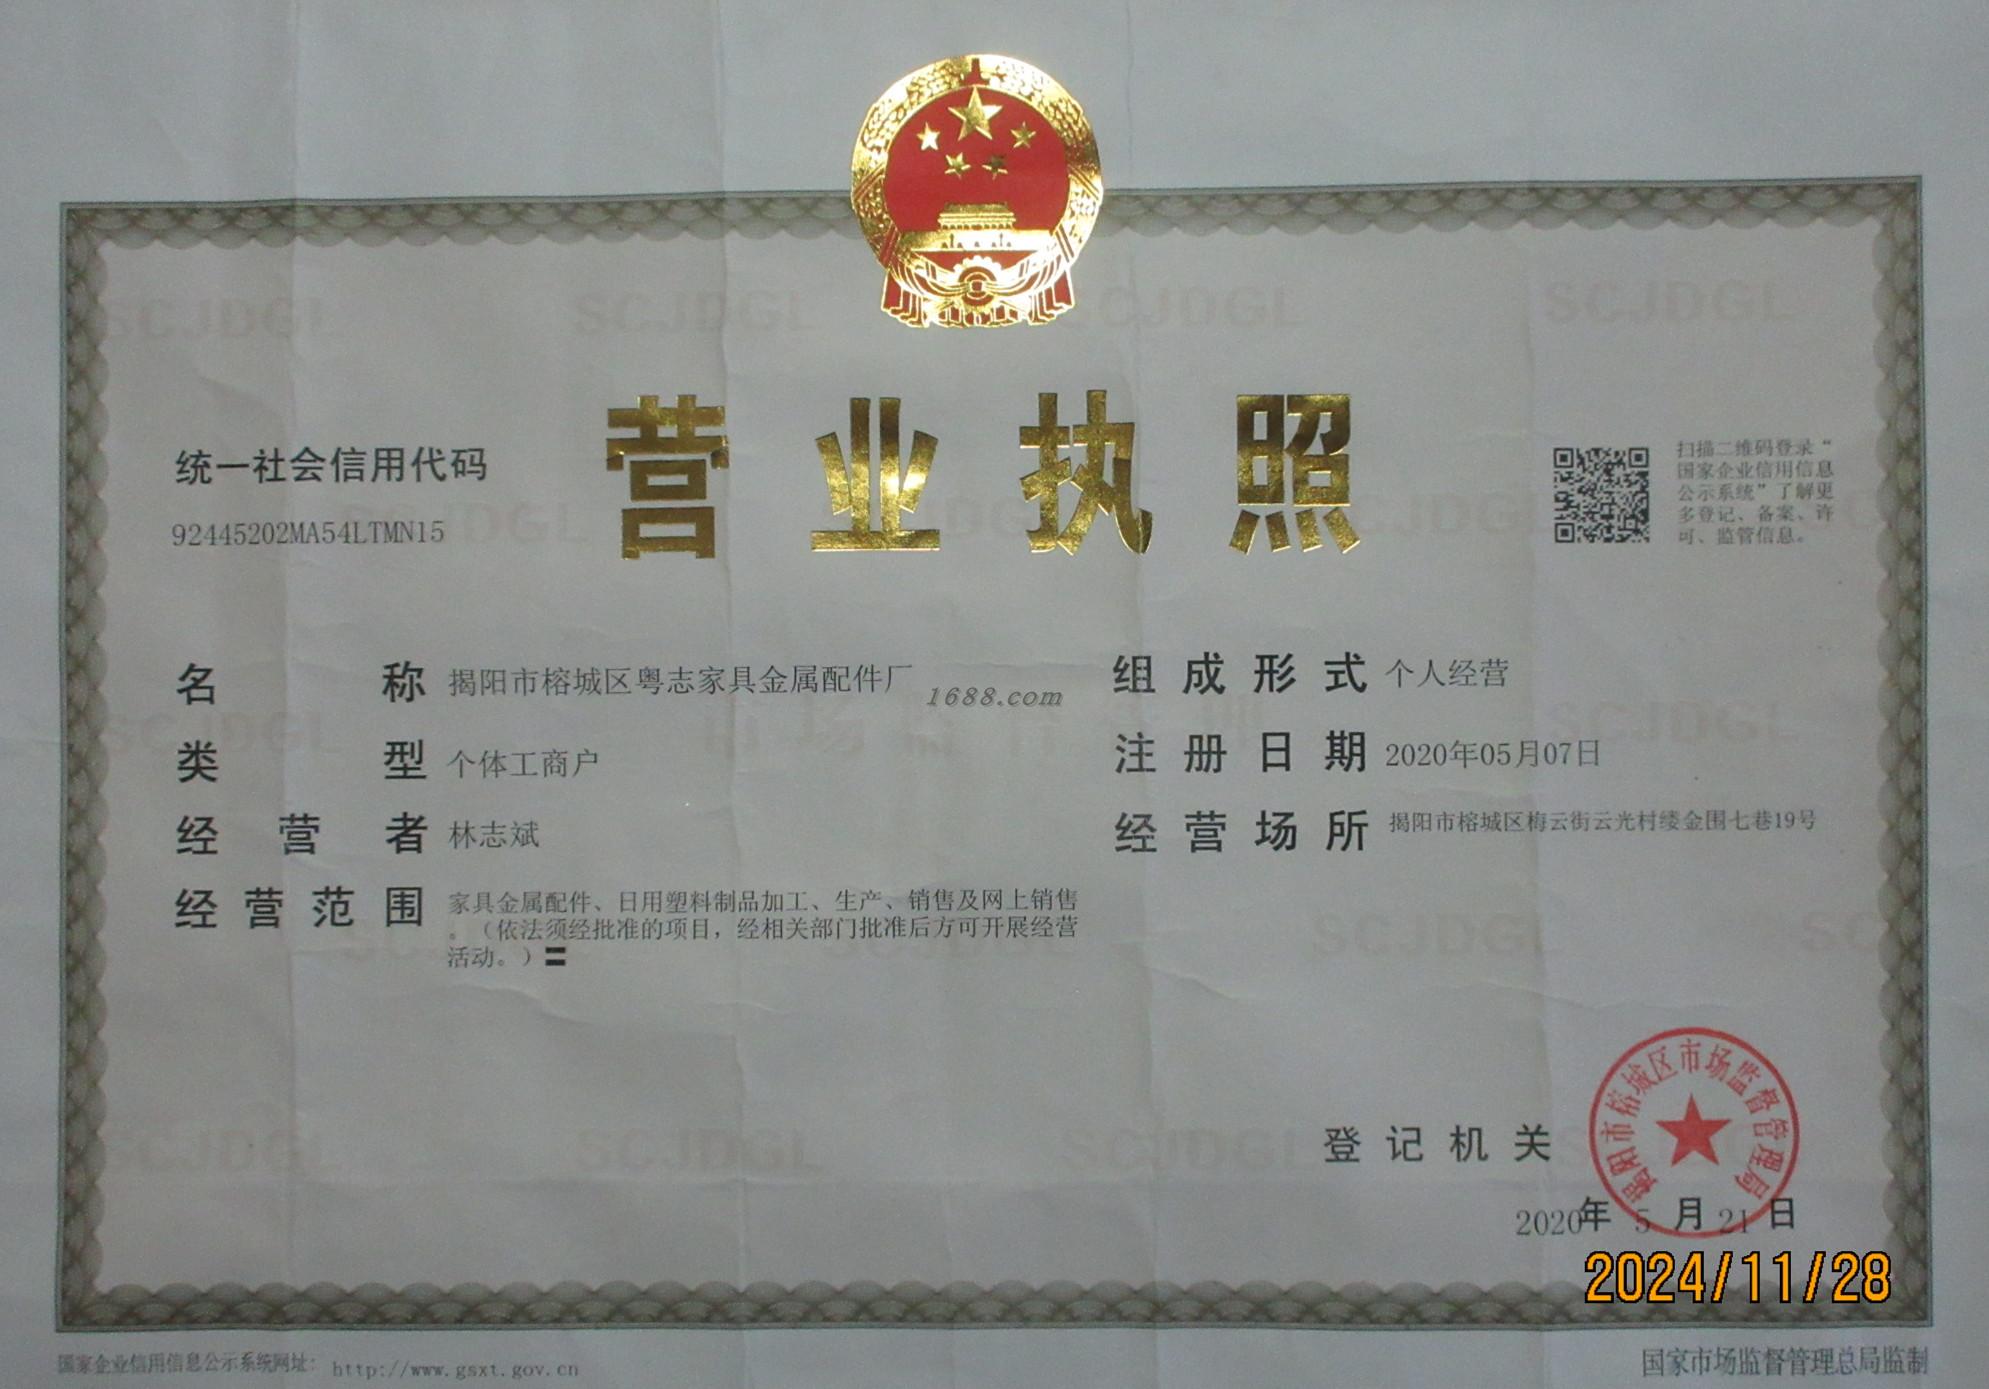 营业执照
统一社会信用代码
92445202MA54LTMN15
扫描二维码登录“
国家企业信用信息
公示系统”了解更
多登记、备案、许
可、监管信息。
名称 揭阳市榕城区粤志家具金属配件厂
1688.com
类型 个体工商户
经营者 林志斌
经营范围 家具金属配件、日用塑料制品加工、生产、销售及网上销售
。（依法须经批准的项目，经相关部门批准后方可开展经营
活动。）〓
组成形式 个人经营
注册日期 2020年05月07日
经营场所 揭阳市榕城区梅云街云光村缕金围七巷19号
登记机关
揭阳市榕城区市场监督管理局
2020年 5 月 21 日
2024/11/28
国家企业信用信息公示系统网址: http://www.gsxt.gov.cn
国家市场监督管理总局监制
SCJDGL